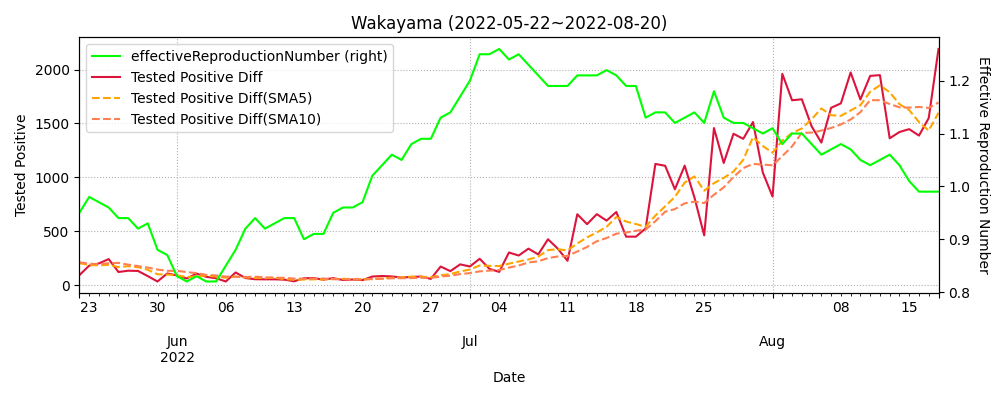 Wakayama (2022-05-22~2022-08-20)
effectiveReproductionNumber (right)
Tested Positive Diff
Tested Positive Diff(SMA5)
Tested Positive Diff(SMA10)
Tested Positive
2000
1500
1000
500
0
Effective Reproduction Number
1.2
1.1
1.0
0.9
0.8
23 30 06 13 20 27 04 11 18 25 08 15
Jun Jul Aug
2022
Date